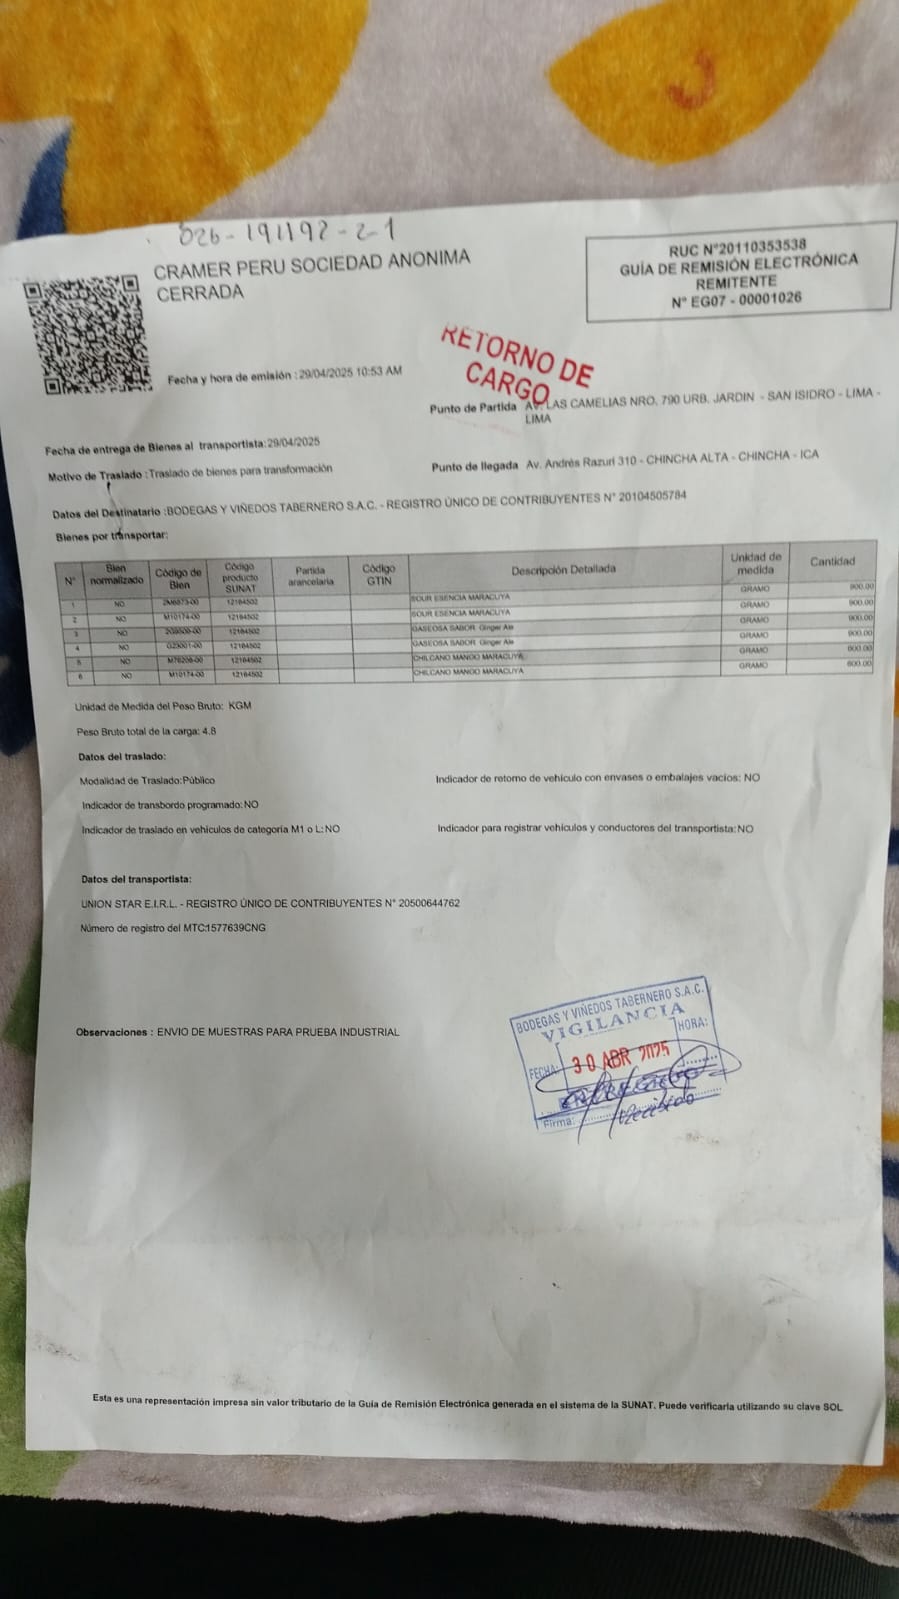 026-191192-2-1
CRAMER PERU SOCIEDAD ANONIMA
CERRADA
RUC N°20110353538
GUÍA DE REMISIÓN ELECTRÓNICA
REMITENTE
N° EG07 - 00001026
RETORNO DE
CARGO
Fecha y hora de emisión : 29/04/2025 10:53 AM
Punto de Partida AV. LAS CAMELIAS NRO. 790 URB. JARDIN - SAN ISIDRO - LIMA -
LIMA
Fecha de entrega de Bienes al transportista:29/04/2025
Motivo de Traslado :Traslado de bienes para transformación
Punto de llegada Av. Andrés Razuri 310 - CHINCHA ALTA - CHINCHA - ICA
Datos del Destinatario :BODEGAS Y VIÑEDOS TABERNERO S.A.C. - REGISTRO ÚNICO DE CONTRIBUYENTES N° 20104505784
Bienes por transportar:
N° Bien normalizado Código de Bien Código producto SUNAT Partida arancelaria Código GTIN Descripción Detallada Unidad de medida Cantidad
1 NO 12164502 SOUR ESENCIA MARACUYA GRAMO 900.00
2 NO M10174-00 12164502 SOUR ESENCIA MARACUYA GRAMO 900.00
3 NO 12164502 GASEOSA SABOR Ginger Ale GRAMO 900.00
4 NO G23001-00 12164502 GASEOSA SABOR Ginger Ale GRAMO 900.00
5 NO 12164502 CHILCANO MANGO MARACUYA GRAMO 600.00
6 NO M10174-00 12164502 CHILCANO MANGO MARACUYA GRAMO 600.00
Unidad de Medida del Peso Bruto: KGM
Peso Bruto total de la carga: 4.8
Datos del traslado:
Modalidad de Traslado:Público
Indicador de retorno de vehículo con envases o embalajes vacíos: NO
Indicador de transbordo programado:NO
Indicador de traslado en vehículos de categoría M1 o L:NO
Indicador para registrar vehículos y conductores del transportista:NO
Datos del transportista:
UNION STAR E.I.R.L. - REGISTRO ÚNICO DE CONTRIBUYENTES N° 20500644762
Número de registro del MTC:1577639CNG
Observaciones : ENVIO DE MUESTRAS PARA PRUEBA INDUSTRIAL
BODEGAS Y VIÑEDOS TABERNERO S.A.C.
VIGILANCIA
HORA:
FECHA: 30 ABR 2025
Firma: Recibido
Esta es una representación impresa sin valor tributario de la Guía de Remisión Electrónica generada en el sistema de la SUNAT. Puede verificarla utilizando su clave SOL